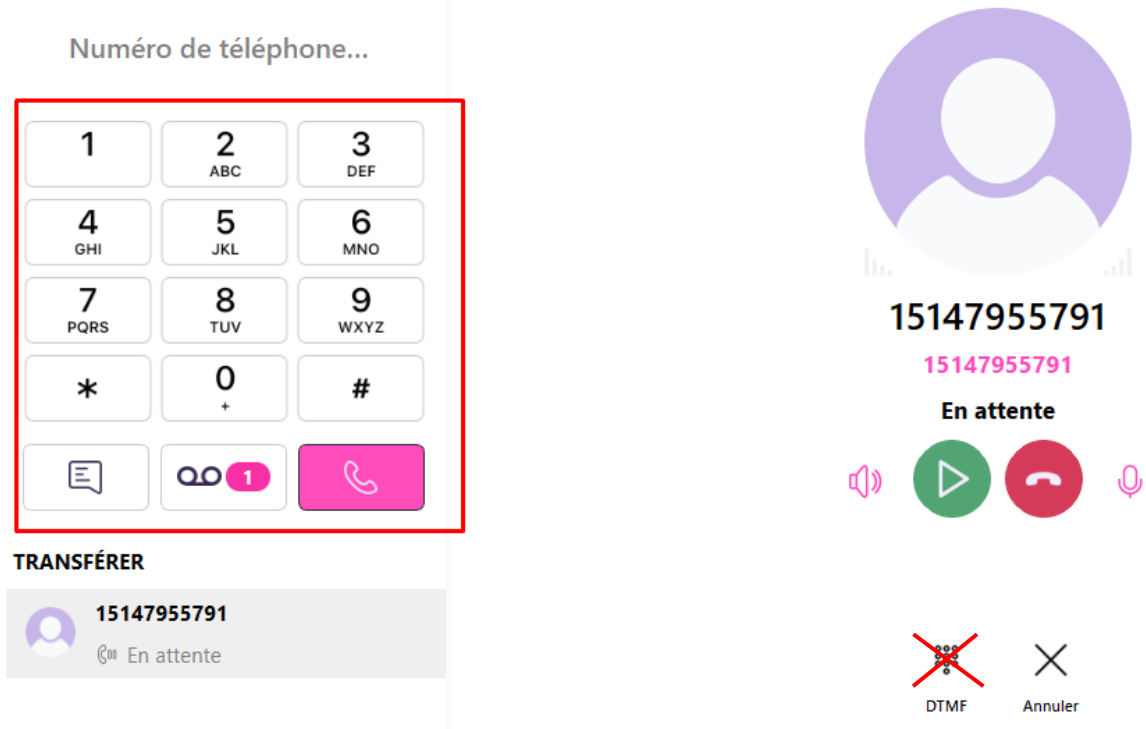 Numéro de téléphone...
1 2 3
ABC DEF
4 5 6
GHI JKL MNO
7 8 9
PQRS TUV WXYZ
* 0 #
+
1
TRANSFÉRER
15147955791
En attente
15147955791
15147955791
En attente
DTMF Annuler